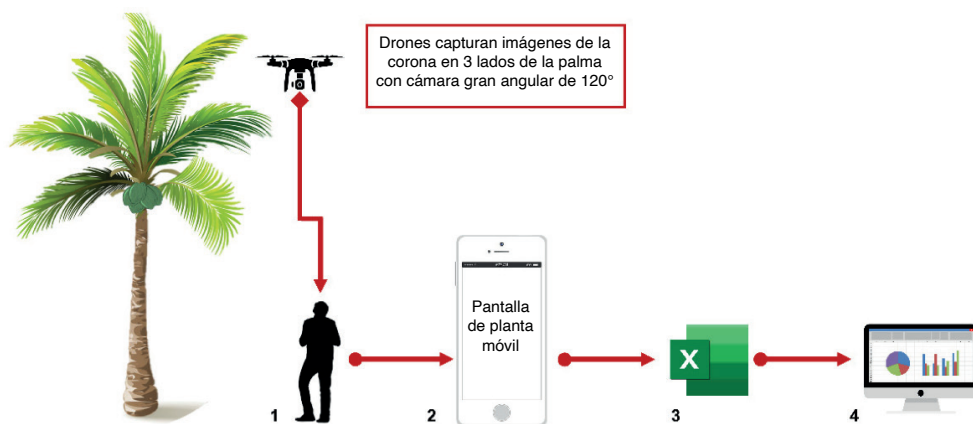 Drones capturan imágenes de la
corona en 3 lados de la palma
con cámara gran angular de 120°
Pantalla
de planta
móvil
X
1
2
3
4